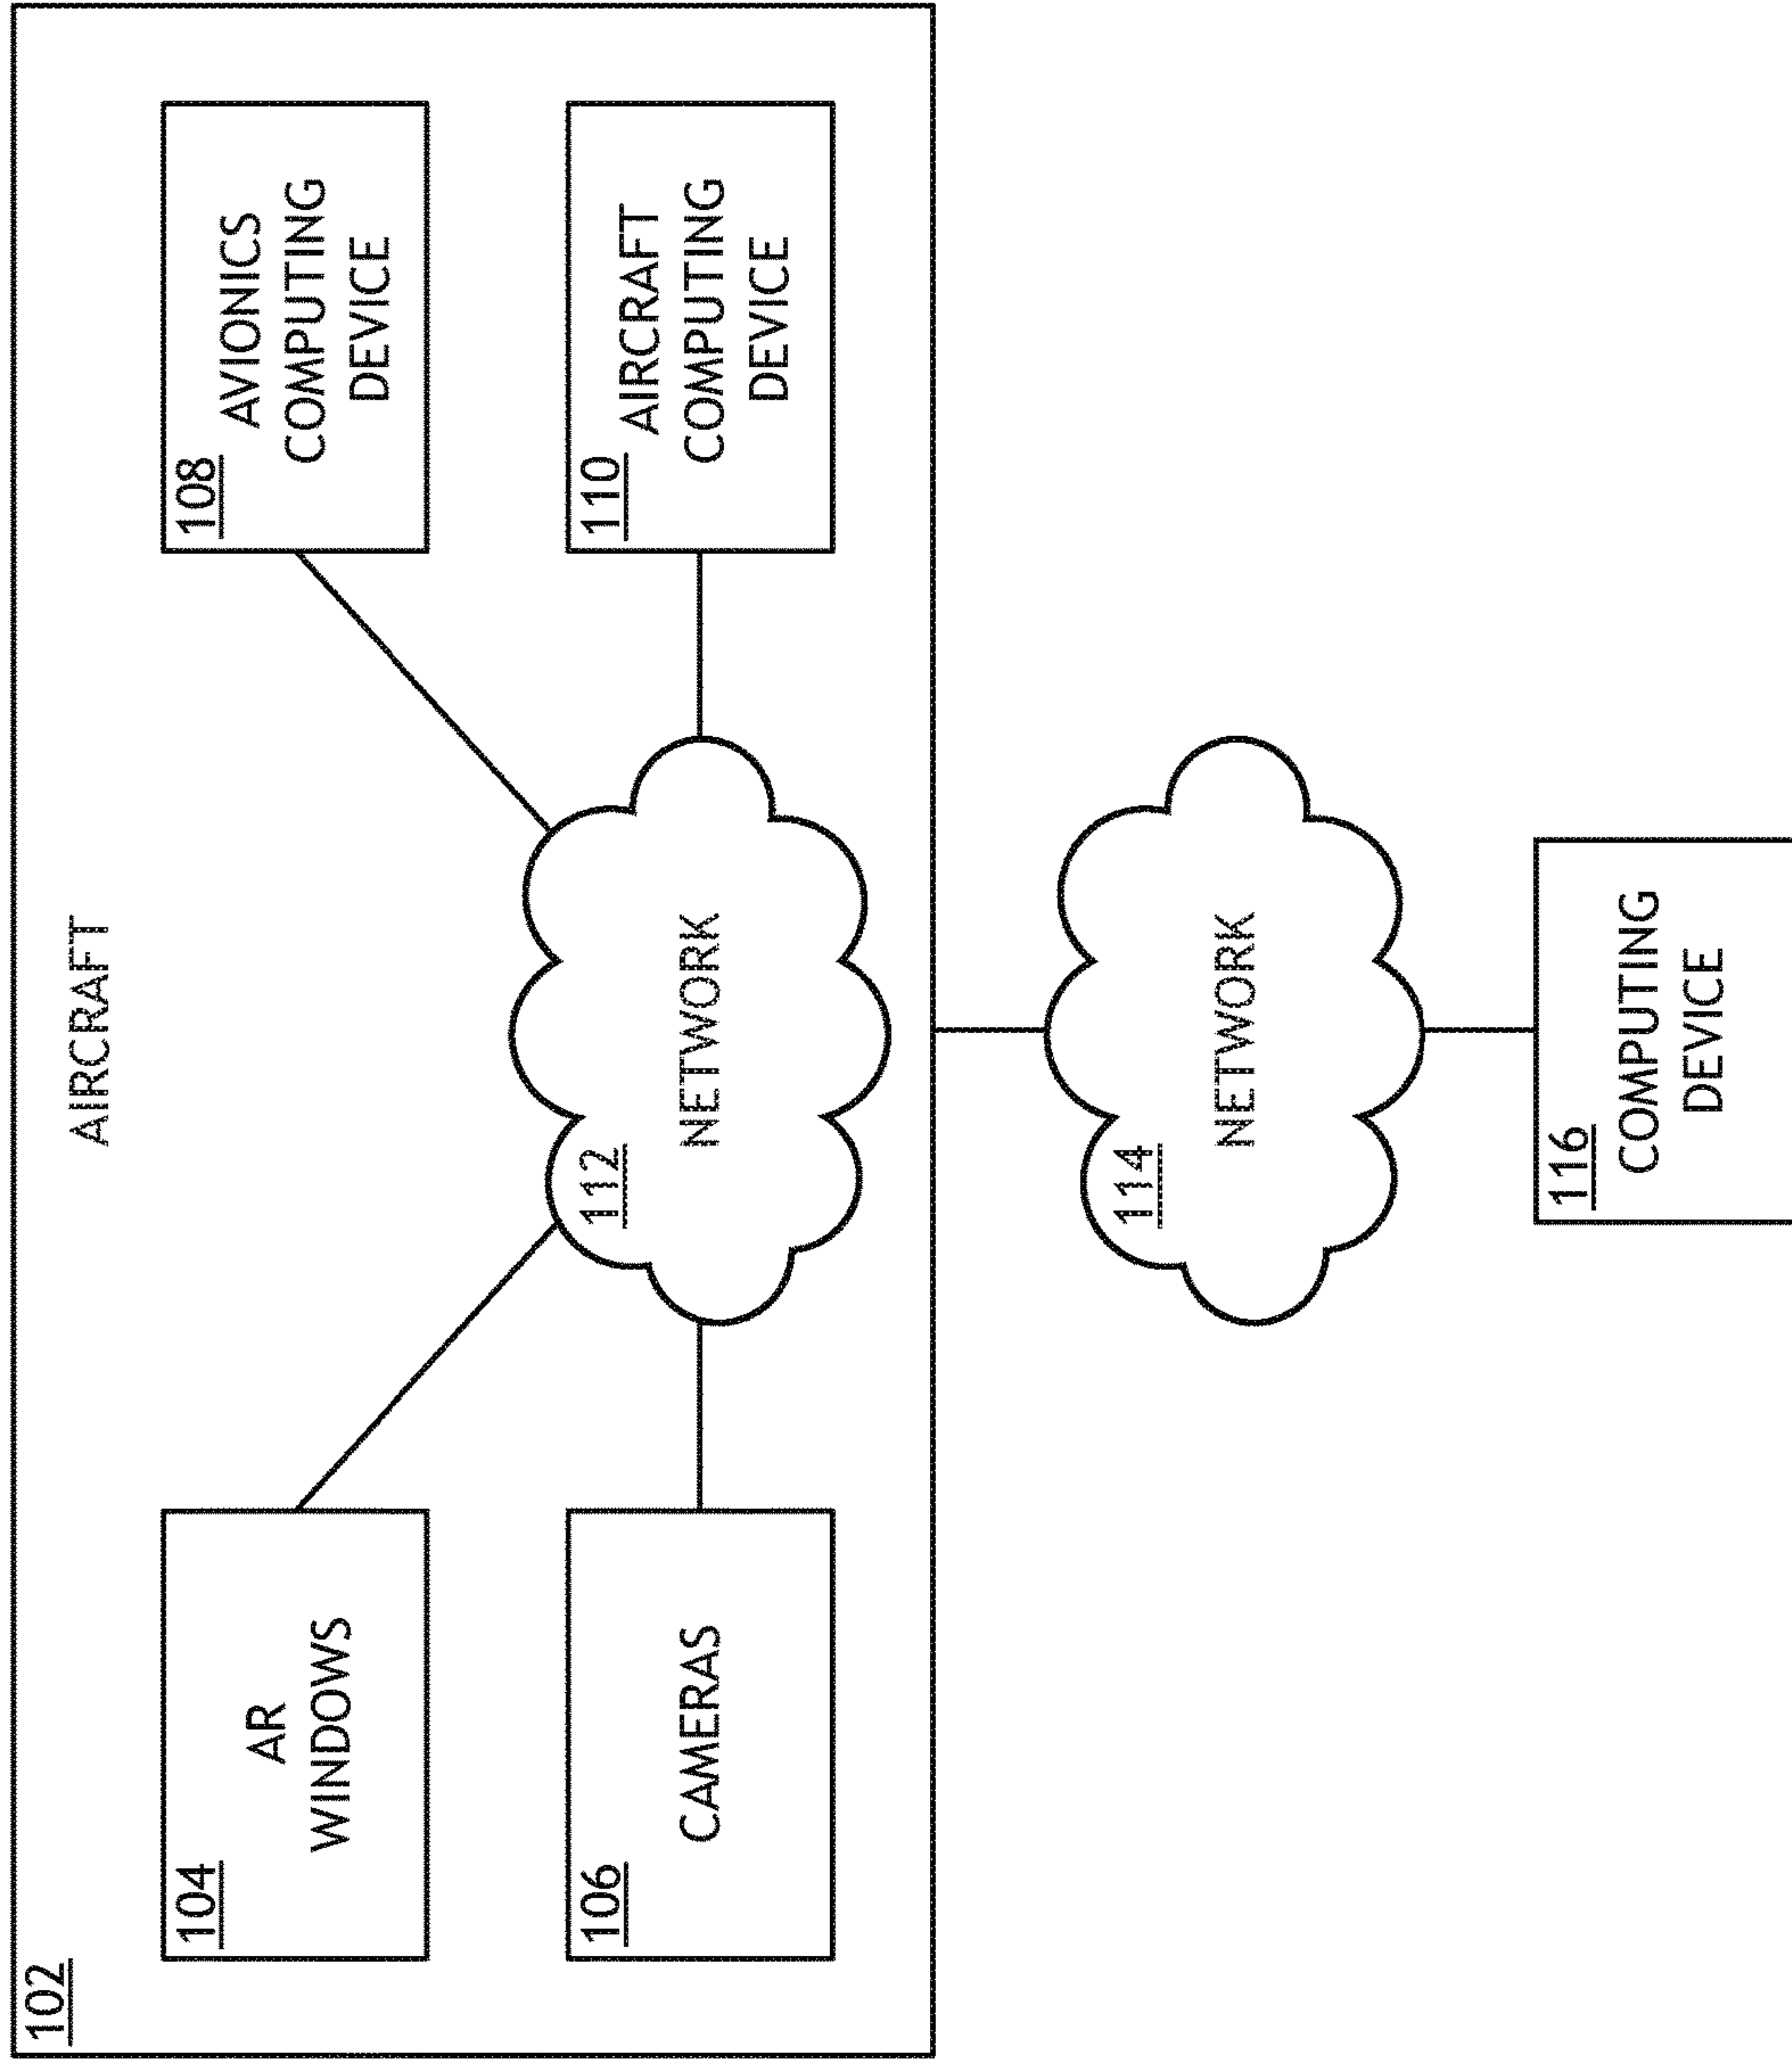 102
AIRCRAFT
104
AR
WINDOWS
108
AVIONICS
COMPUTING
DEVICE
106
CAMERAS
112
NETWORK
110
AIRCRAFT
COMPUTING
DEVICE
114
NETWORK
116
COMPUTING
DEVICE